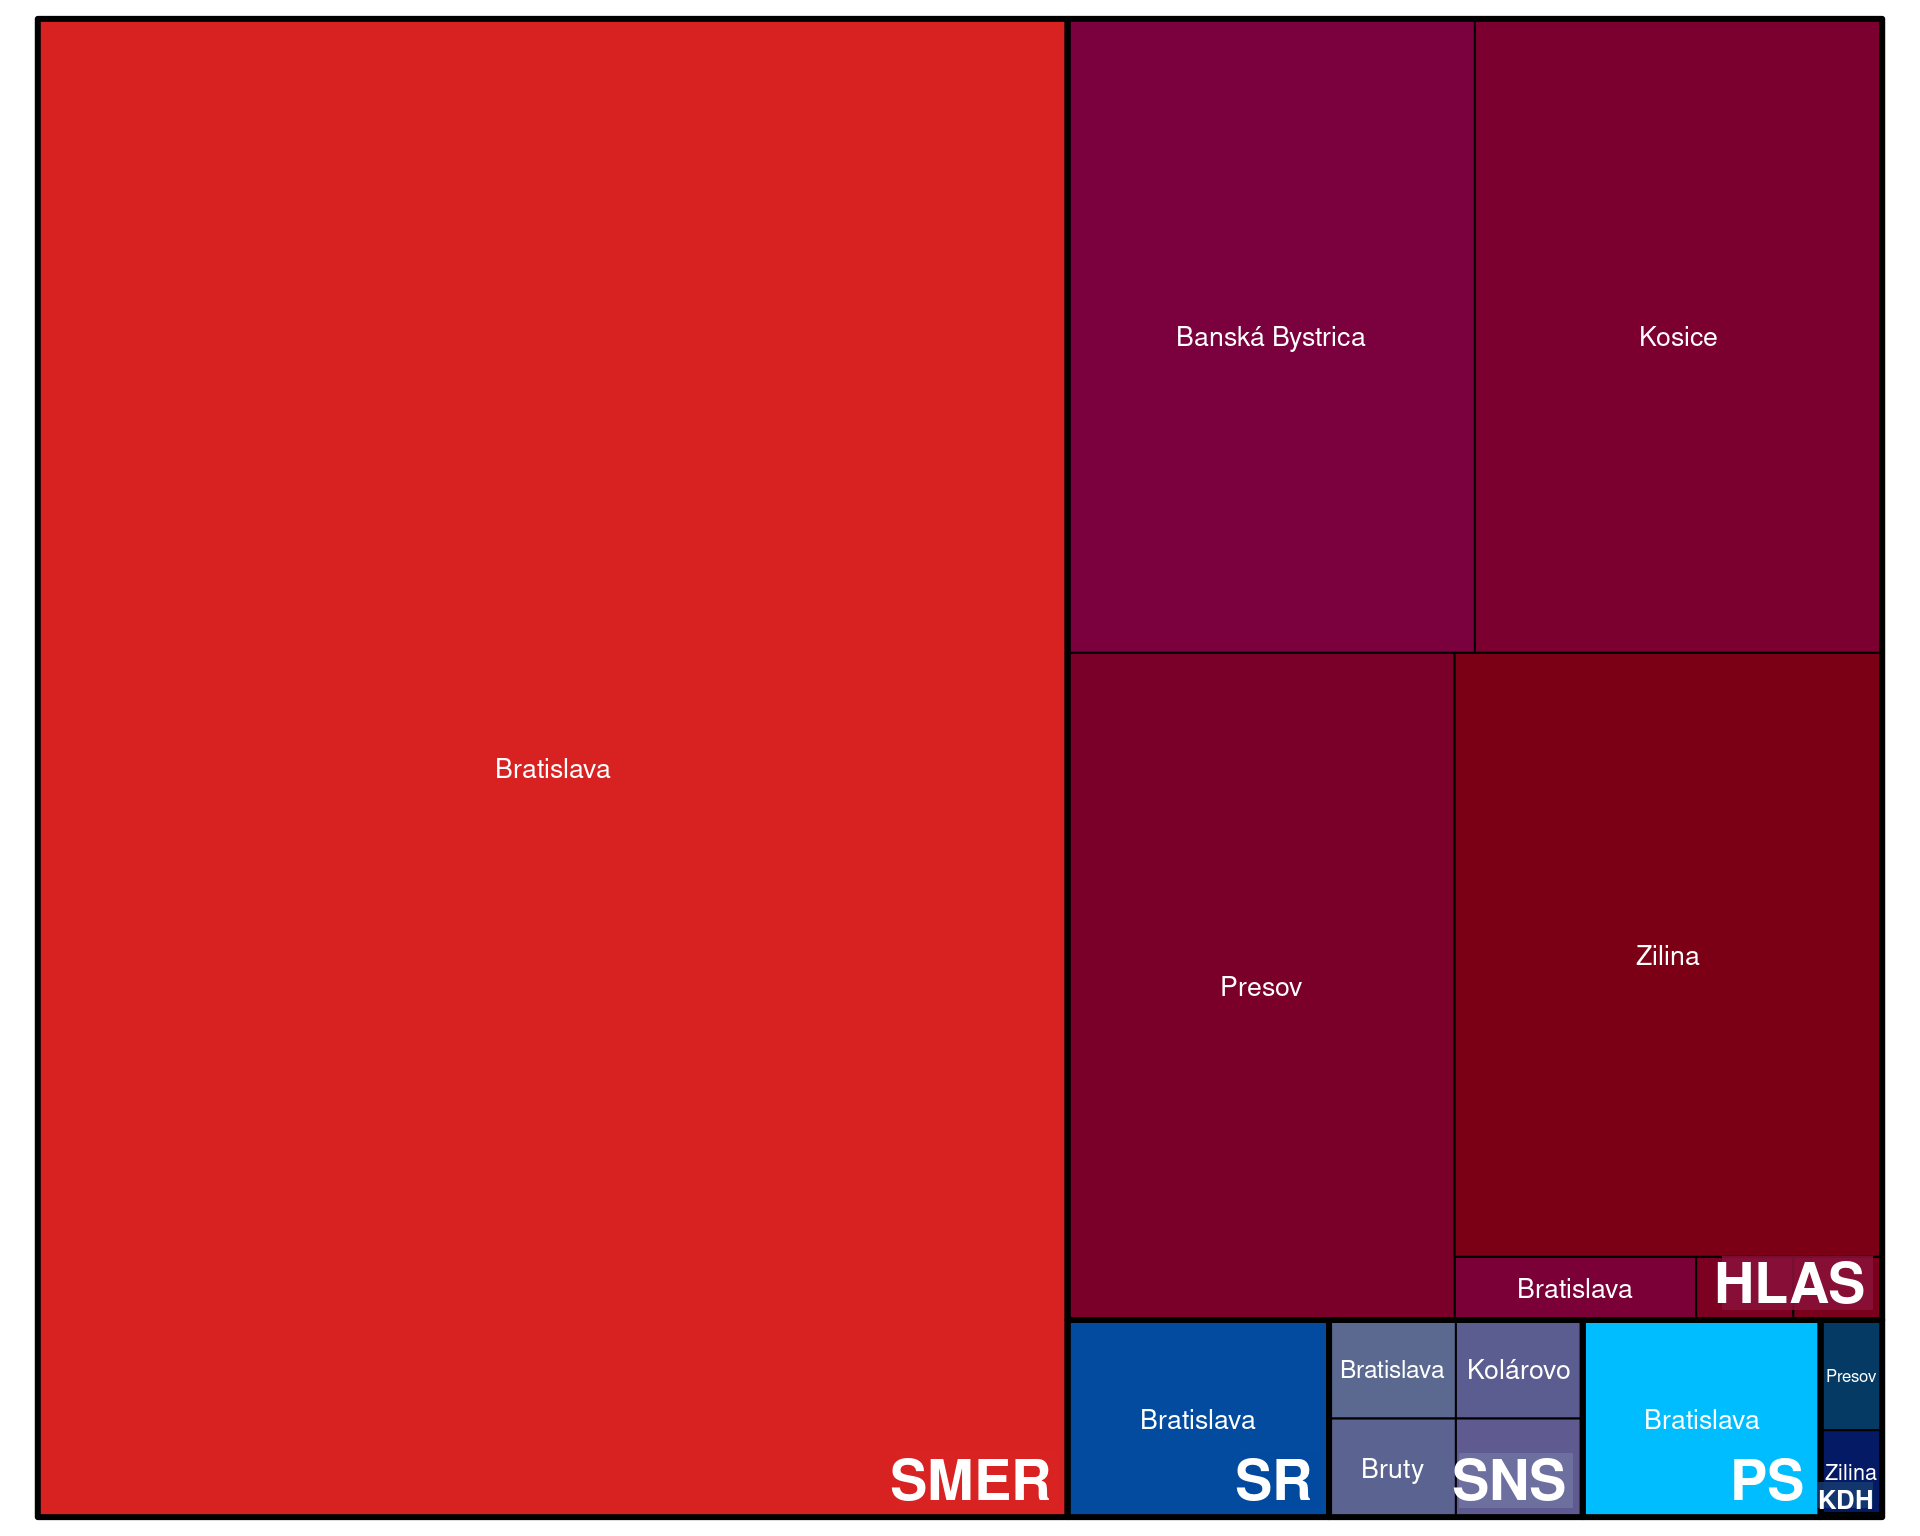 Bratislava
SMER
Banská Bystrica
Kosice
Presov
Zilina
Bratislava
HLAS
Bratislava
SR
Bratislava
Kolárovo
Bruty
SNS
Bratislava
PS
Presov
Zilina
KDH